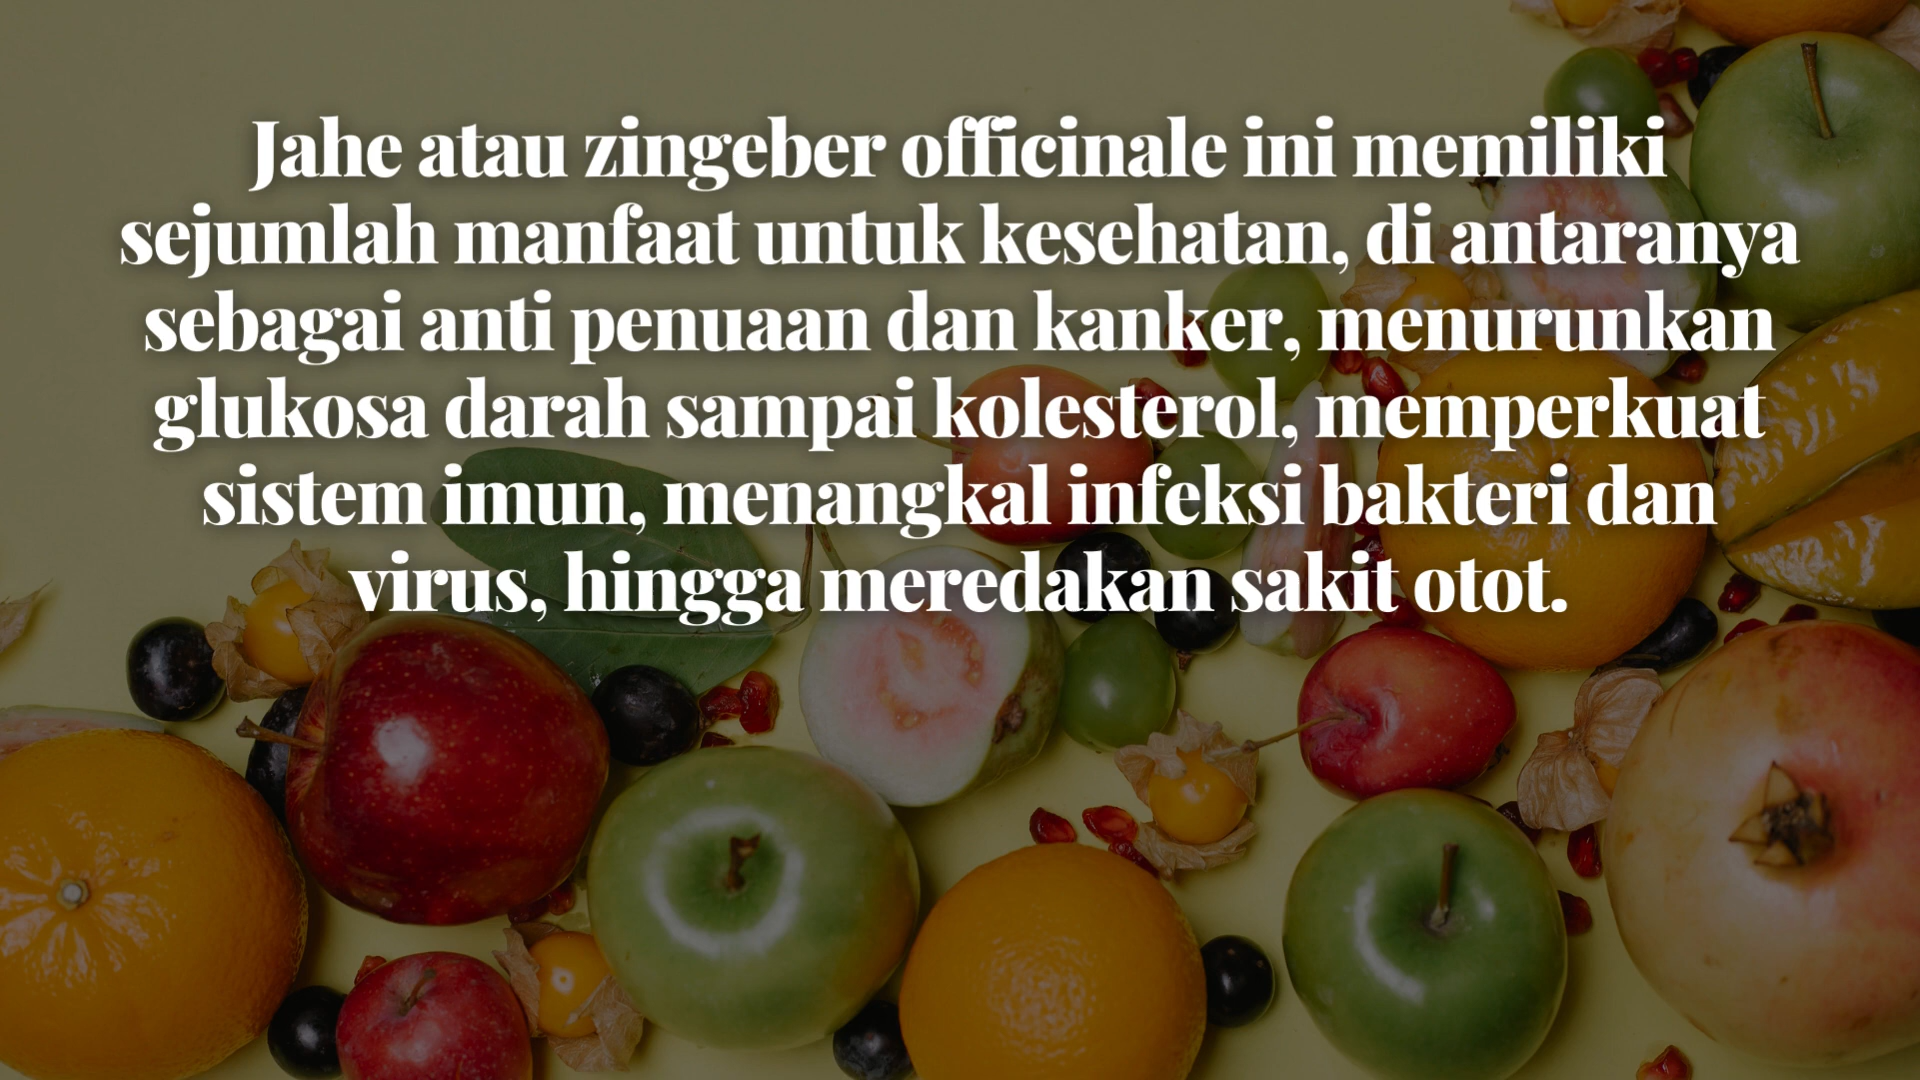 Jahe atau zingeber officinale ini memiliki
sejumlah manfaat untuk kesehatan, di antaranya
sebagai anti penuaan dan kanker, menurunkan
glukosa darah sampai kolesterol, memperkuat
sistem imun, menangkal infeksi bakteri dan
virus, hingga meredakan sakit otot.